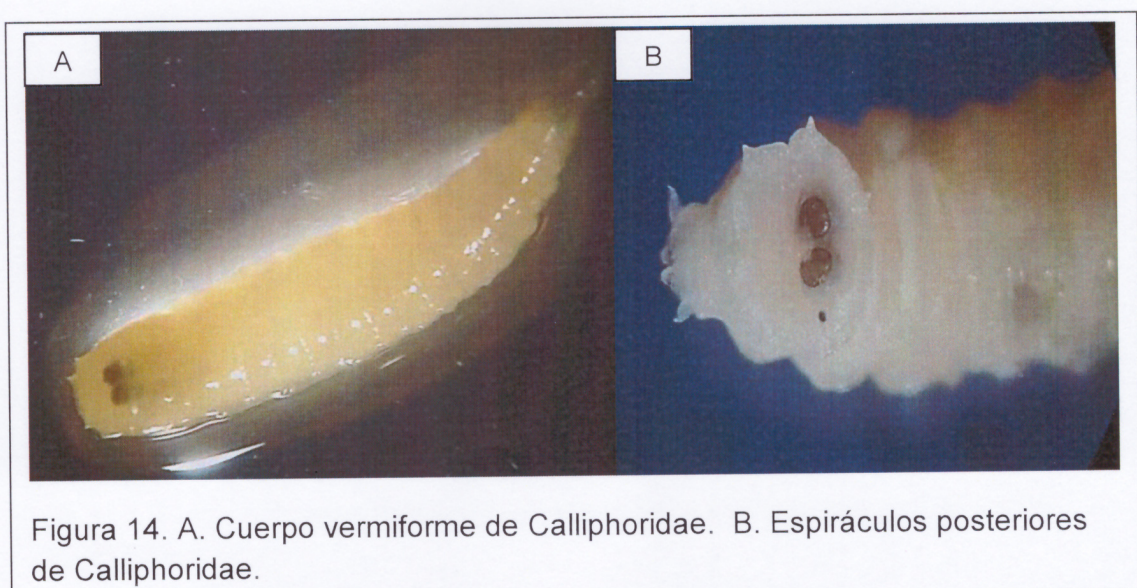 A
B
Figura 14. A. Cuerpo vermiforme de Calliphoridae. B. Espiráculos posteriores
de Calliphoridae.